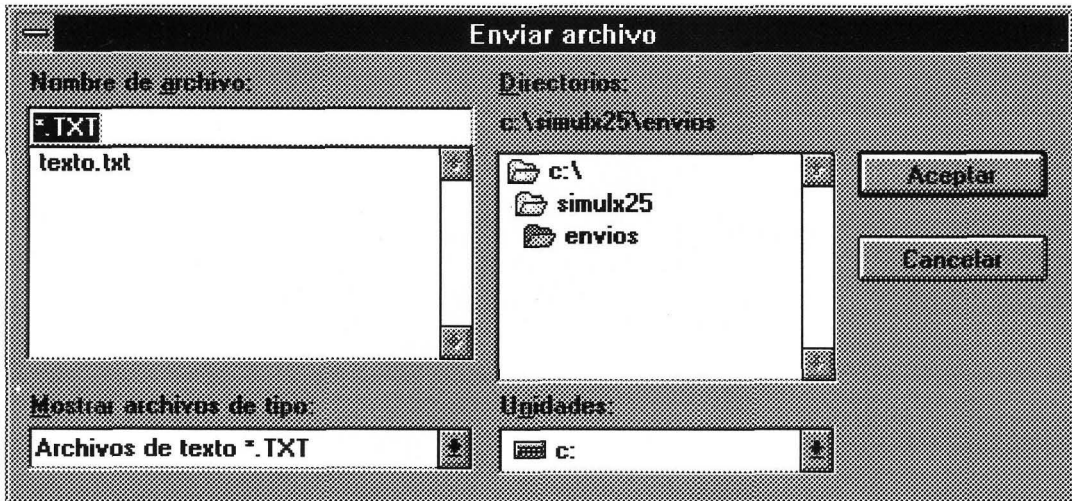 Enviar archivo
Nombre de archivo:
*.TXT
texto.txt
Mostrar archivos de tipo:
Archivos de texto *.TXT
Directorios:
c:\simulx25\envios
c:\
simulx25
envios
Unidades:
c:
Aceptar
Cancelar